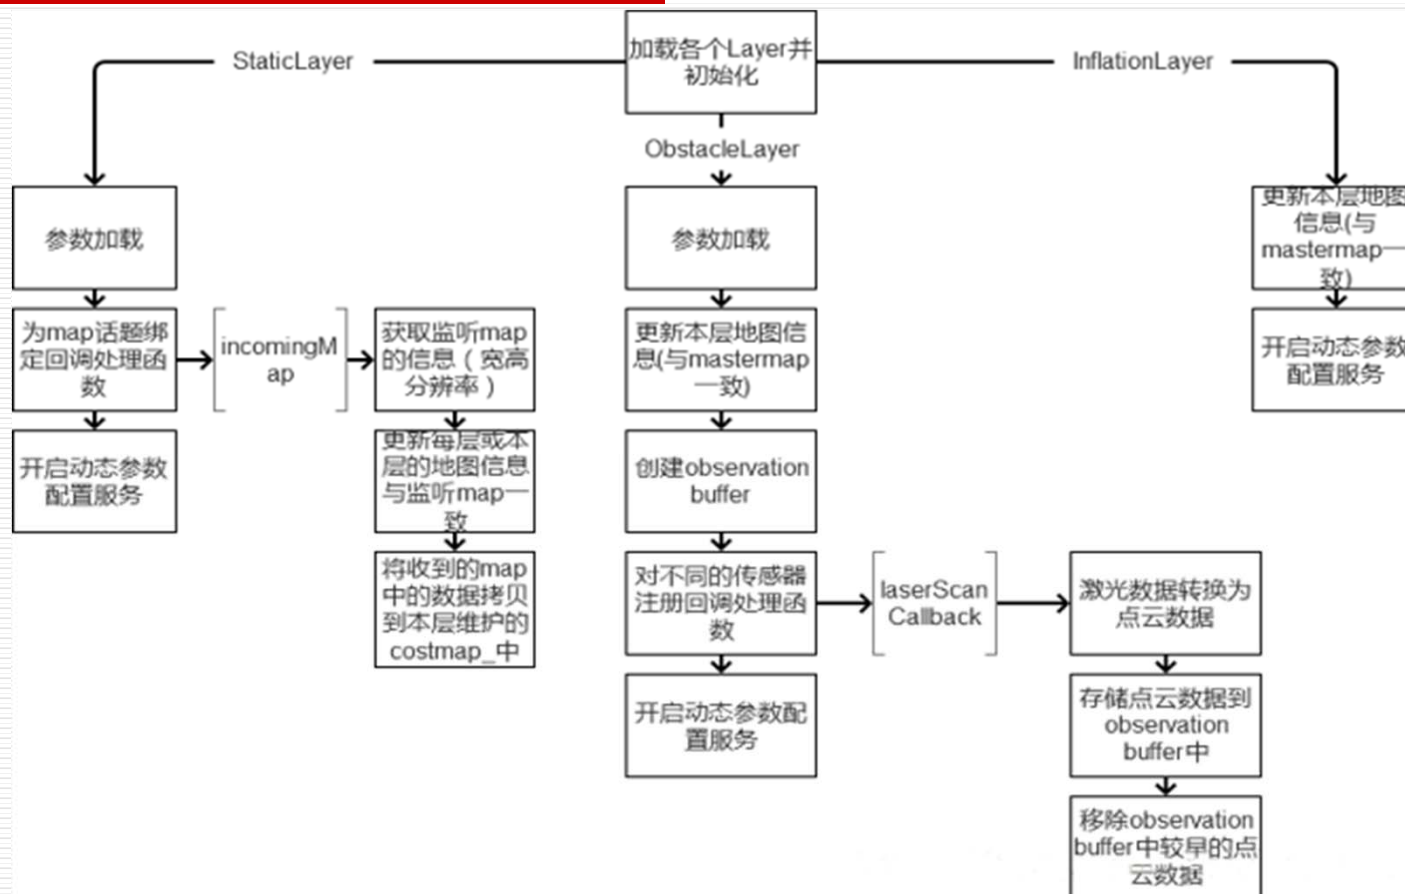 加载各个Layer并
初始化
StaticLayer
InflationLayer
ObstacleLayer
参数加载
为map话题绑
定回调处理函
数
开启动态参数
配置服务
incomingM
ap
获取监听map
的信息（宽高
分辨率）
更新每层或本
层的地图信息
与监听map一
致
将收到的map
中的数据拷贝
到本层维护的
costmap_中
参数加载
更新本层地图信
息(与mastermap
一致)
创建observation
buffer
对不同的传感器
注册回调处理函
数
开启动态参数配
置服务
laserScan
Callback
激光数据转换为
点云数据
存储点云数据到
observation
buffer中
移除observation
buffer中较早的点
云数据
更新本层地图
信息(与
mastermap一
致)
开启动态参数
配置服务